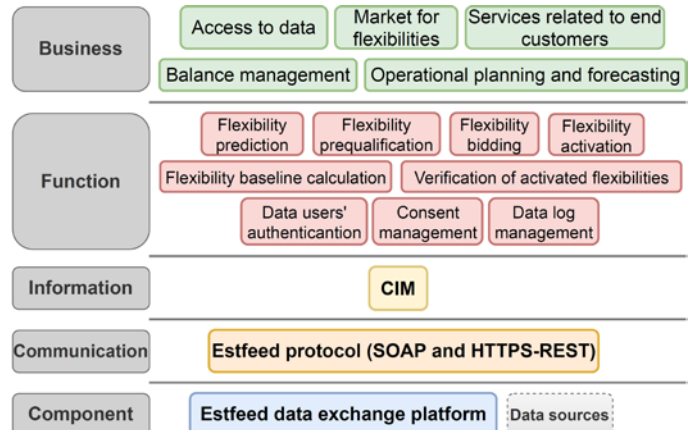 Business
Access to data
Market for
flexibilities
Services related to end
customers
Balance management
Operational planning and forecasting
Function
Flexibility
prediction
Flexibility
prequalification
Flexibility
bidding
Flexibility
activation
Flexibility baseline calculation
Verification of activated flexibilities
Data users'
authenticantion
Consent
management
Data log
management
Information
CIM
Communication
Estfeed protocol (SOAP and HTTPS-REST)
Component
Estfeed data exchange platform
Data sources